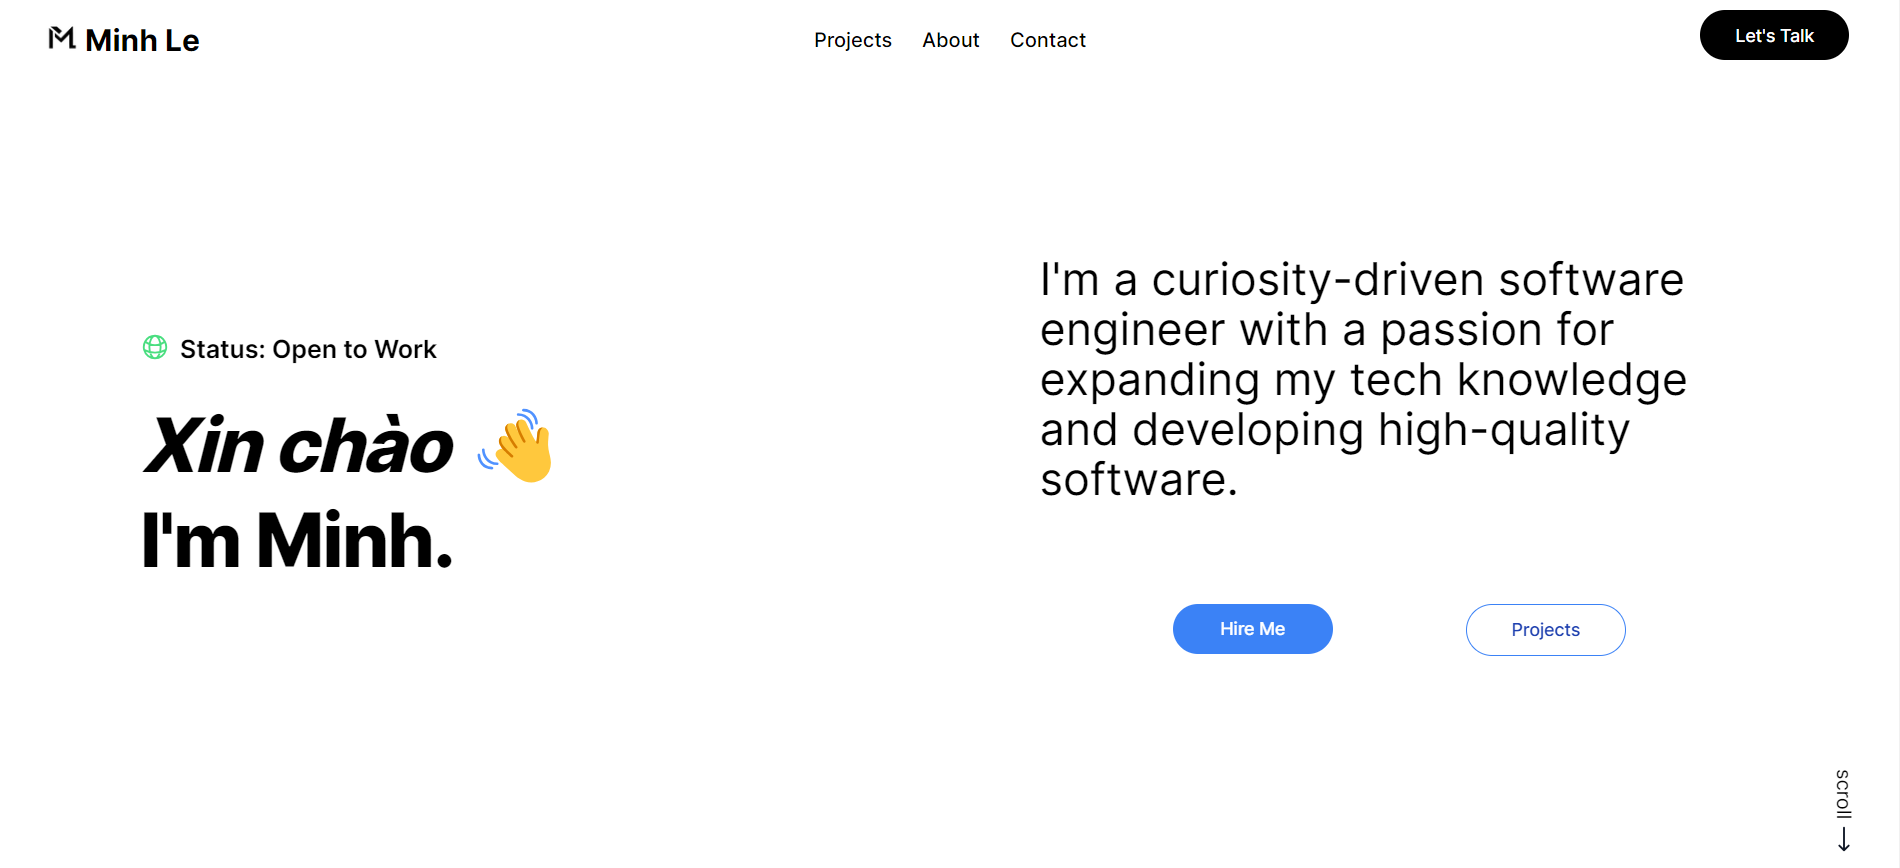 Minh Le
Projects
About
Contact
Let's Talk
Status: Open to Work
Xin chào
I'm Minh.
I'm a curiosity-driven software
engineer with a passion for
expanding my tech knowledge
and developing high-quality
software.
Hire Me
Projects
scroll